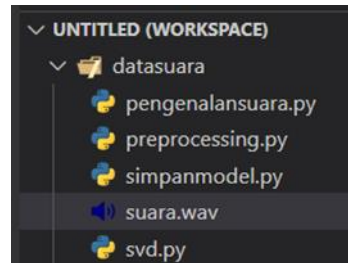 UNTITLED (WORKSPACE)
datasuara
pengenalansuara.py
preprocessing.py
simpanmodel.py
suara.wav
svd.py